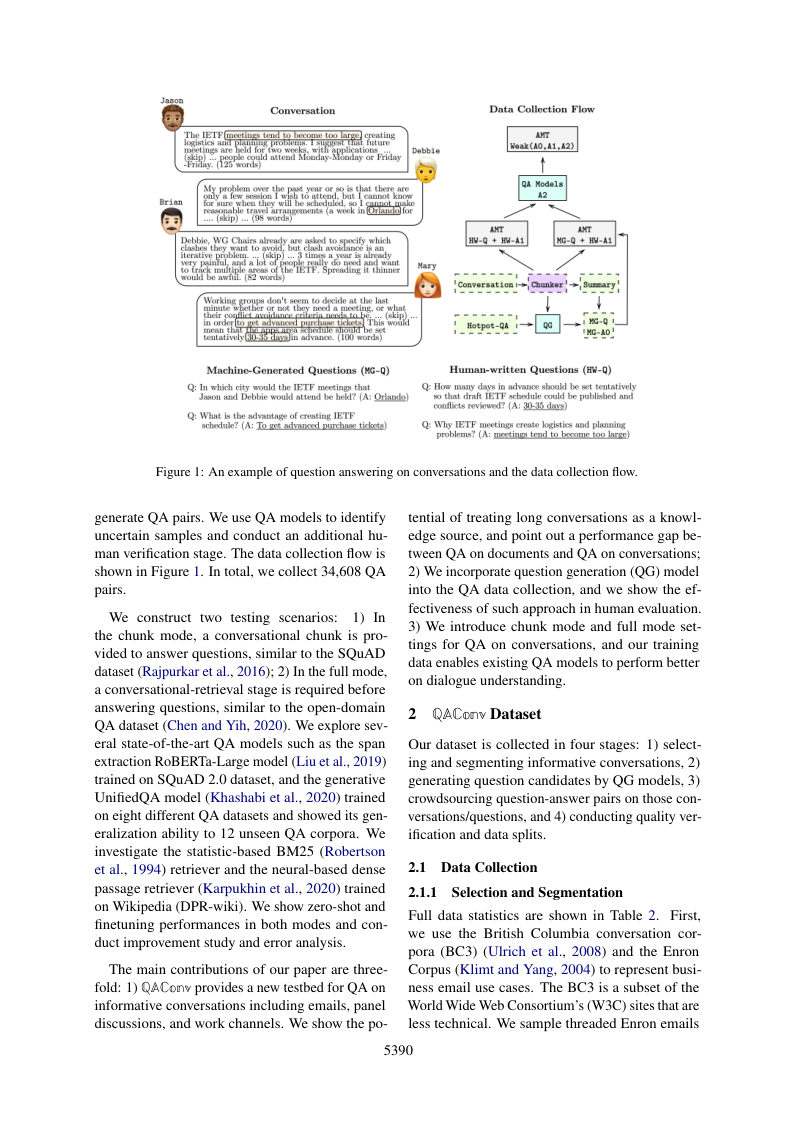 Jason
Conversation
The IETF meetings tend to become too large, creating
logistics and planning problems. I suggest that future
meetings are held for two weeks, with applications ...
(skip) ... people could attend Monday-Monday or Friday
-Friday. (125 words)
Debbie
My problem over the past year or so is that there are
only a few session I wish to attend, but I cannot know
for sure when they will be scheduled, so I cannot make
reasonable travel arrangements (a week in Orlando for
.... (skip) ... (98 words)
Brian
Debbie, WG Chairs already are asked to specify which
clashes they want to avoid, but clash avoidance is an
iterative problem. ... (skip) ... 3 times a year is already
very painful, and a lot of people really do need and want
to track multiple areas of the IETF. Spreading it thinner
would be awful. (82 words)
Mary
Working groups don't seem to decide at the last
minute whether or not they need a meeting, or what
their conflict avoidance criteria needs to be. ... (skip) ...
in order to get advanced purchase tickets. This would
mean that the apps area schedule should be set
tentatively 30-35 days in advance. (100 words)
Data Collection Flow
AMT
Weak(A0,A1,A2)
QA Models
A2
AMT
HW-Q + HW-A1
AMT
MG-Q + HW-A1
Conversation
Chunker
Summary
Hotpot-QA
QG
MG-Q
MG-A0
Machine-Generated Questions (MG-Q)
Q: In which city would the IETF meetings that
Jason and Debbie would attend be held? (A: Orlando)
Q: What is the advantage of creating IETF
schedule? (A: To get advanced purchase tickets)
Human-written Questions (HW-Q)
Q: How many days in advance should be set tentatively
so that draft IETF schedule could be published and
conflicts reviewed? (A: 30-35 days)
Q: Why IETF meetings create logistics and planning
problems? (A: meetings tend to become too large)
Figure 1: An example of question answering on conversations and the data collection flow.
generate QA pairs. We use QA models to identify
uncertain samples and conduct an additional hu-
man verification stage. The data collection flow is
shown in Figure 1. In total, we collect 34,608 QA
pairs.
We construct two testing scenarios: 1) In
the chunk mode, a conversational chunk is pro-
vided to answer questions, similar to the SQuAD
dataset (Rajpurkar et al., 2016); 2) In the full mode,
a conversational-retrieval stage is required before
answering questions, similar to the open-domain
QA dataset (Chen and Yih, 2020). We explore sev-
eral state-of-the-art QA models such as the span
extraction RoBERTa-Large model (Liu et al., 2019)
trained on SQuAD 2.0 dataset, and the generative
UnifiedQA model (Khashabi et al., 2020) trained
on eight different QA datasets and showed its gen-
eralization ability to 12 unseen QA corpora. We
investigate the statistic-based BM25 (Robertson
et al., 1994) retriever and the neural-based dense
passage retriever (Karpukhin et al., 2020) trained
on Wikipedia (DPR-wiki). We show zero-shot and
finetuning performances in both modes and con-
duct improvement study and error analysis.
The main contributions of our paper are three-
fold: 1) QAConv provides a new testbed for QA on
informative conversations including emails, panel
discussions, and work channels. We show the po-
tential of treating long conversations as a knowl-
edge source, and point out a performance gap be-
tween QA on documents and QA on conversations;
2) We incorporate question generation (QG) model
into the QA data collection, and we show the ef-
fectiveness of such approach in human evaluation.
3) We introduce chunk mode and full mode set-
tings for QA on conversations, and our training
data enables existing QA models to perform better
on dialogue understanding.
2 QAConv Dataset
Our dataset is collected in four stages: 1) select-
ing and segmenting informative conversations, 2)
generating question candidates by QG models, 3)
crowdsourcing question-answer pairs on those con-
versations/questions, and 4) conducting quality ver-
ification and data splits.
2.1 Data Collection
2.1.1 Selection and Segmentation
Full data statistics are shown in Table 2. First,
we use the British Columbia conversation cor-
pora (BC3) (Ulrich et al., 2008) and the Enron
Corpus (Klimt and Yang, 2004) to represent busi-
ness email use cases. The BC3 is a subset of the
World Wide Web Consortium's (W3C) sites that are
less technical. We sample threaded Enron emails
5390